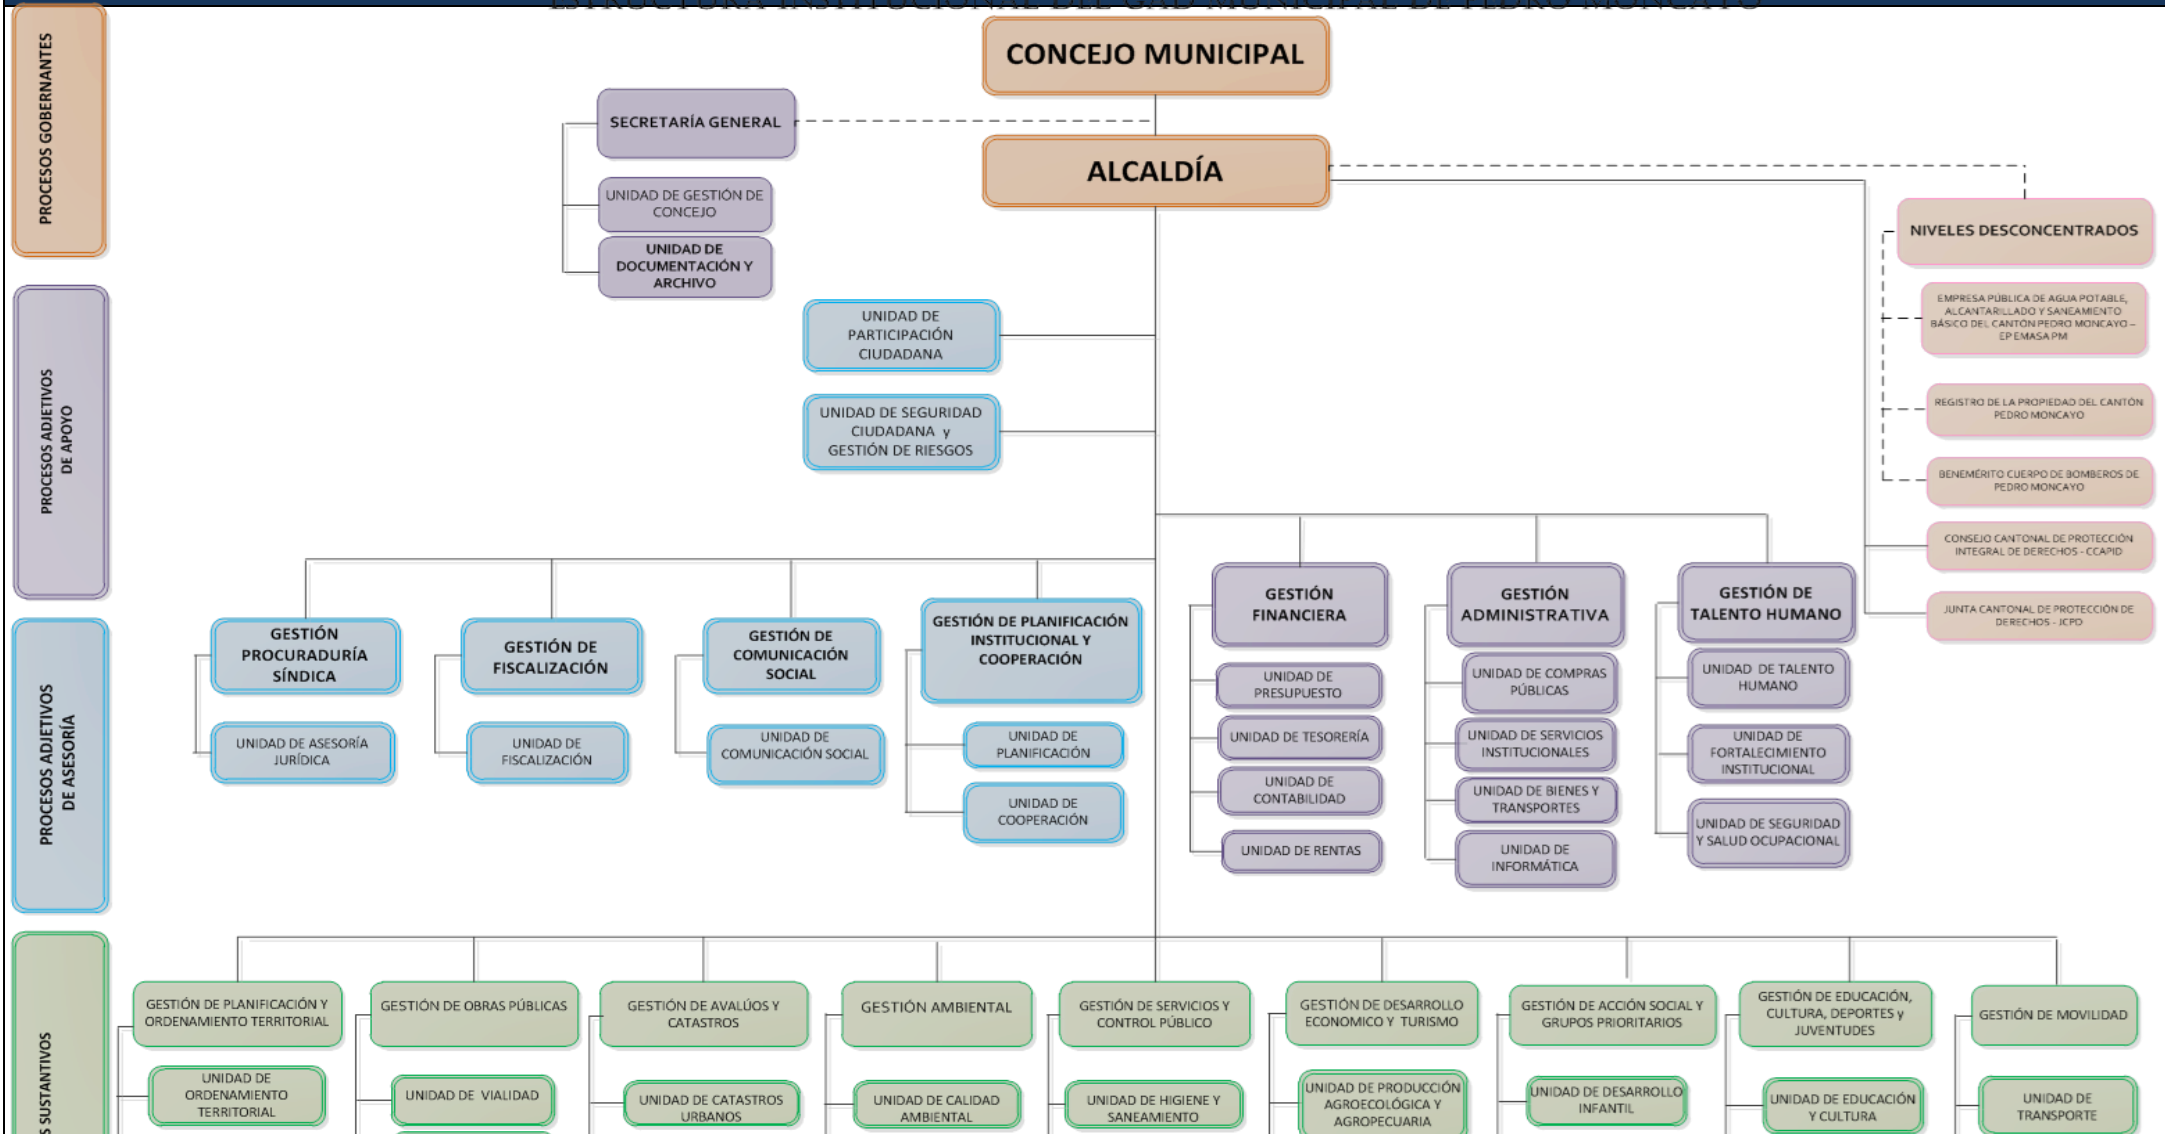 ESTRUCTURA INSTITUCIONAL DEL GAD MUNICIPAL DE PEDRO MONCAYO
PROCESOS GOBERNANTES
CONCEJO MUNICIPAL
SECRETARÍA GENERAL
ALCALDÍA
UNIDAD DE GESTIÓN DE
CONCEJO
UNIDAD DE
DOCUMENTACIÓN Y
ARCHIVO
NIVELES DESCONCENTRADOS
EMPRESA PÚBLICA DE AGUA POTABLE,
ALCANTARILLADO Y SANEAMIENTO
BÁSICO DEL CANTÓN PEDRO MONCAYO –
EP EMASA PM
REGISTRO DE LA PROPIEDAD DEL CANTÓN
PEDRO MONCAYO
BENEMÉRITO CUERPO DE BOMBEROS DE
PEDRO MONCAYO
CONSEJO CANTONAL DE PROTECCIÓN
INTEGRAL DE DERECHOS - CCAPID
JUNTA CANTONAL DE PROTECCIÓN DE
DERECHOS - JCPD
PROCESOS ADJETIVOS
DE APOYO
UNIDAD DE
PARTICIPACIÓN
CIUDADANA
UNIDAD DE SEGURIDAD
CIUDADANA y
GESTIÓN DE RIESGOS
PROCESOS ADJETIVOS
DE ASESORÍA
GESTIÓN
PROCURADURÍA
SÍNDICA
UNIDAD DE ASESORÍA
JURÍDICA
GESTIÓN DE
FISCALIZACIÓN
UNIDAD DE
FISCALIZACIÓN
GESTIÓN DE
COMUNICACIÓN
SOCIAL
UNIDAD DE
COMUNICACIÓN SOCIAL
GESTIÓN DE PLANIFICACIÓN
INSTITUCIONAL Y
COOPERACIÓN
UNIDAD DE
PLANIFICACIÓN
UNIDAD DE
COOPERACIÓN
GESTIÓN
FINANCIERA
UNIDAD DE
PRESUPUESTO
UNIDAD DE TESORERÍA
UNIDAD DE
CONTABILIDAD
UNIDAD DE RENTAS
GESTIÓN
ADMINISTRATIVA
UNIDAD DE COMPRAS
PÚBLICAS
UNIDAD DE SERVICIOS
INSTITUCIONALES
UNIDAD DE BIENES Y
TRANSPORTES
UNIDAD DE
INFORMÁTICA
GESTIÓN DE
TALENTO HUMANO
UNIDAD DE TALENTO
HUMANO
UNIDAD DE
FORTALECIMIENTO
INSTITUCIONAL
UNIDAD DE SEGURIDAD
Y SALUD OCUPACIONAL
SUSTANTIVOS
GESTIÓN DE PLANIFICACIÓN Y
ORDENAMIENTO TERRITORIAL
UNIDAD DE
ORDENAMIENTO
TERRITORIAL
GESTIÓN DE OBRAS PÚBLICAS
UNIDAD DE VIALIDAD
GESTIÓN DE AVALÚOS Y
CATASTROS
UNIDAD DE CATASTROS
URBANOS
GESTIÓN AMBIENTAL
UNIDAD DE CALIDAD
AMBIENTAL
GESTIÓN DE SERVICIOS Y
CONTROL PÚBLICO
UNIDAD DE HIGIENE Y
SANEAMIENTO
GESTIÓN DE DESARROLLO
ECONOMICO Y TURISMO
UNIDAD DE PRODUCCIÓN
AGROECOLÓGICA Y
AGROPECUARIA
GESTIÓN DE ACCIÓN SOCIAL Y
GRUPOS PRIORITARIOS
UNIDAD DE DESARROLLO
INFANTIL
GESTIÓN DE EDUCACIÓN,
CULTURA, DEPORTES y
JUVENTUDES
UNIDAD DE EDUCACIÓN
Y CULTURA
GESTIÓN DE MOVILIDAD
UNIDAD DE
TRANSPORTE